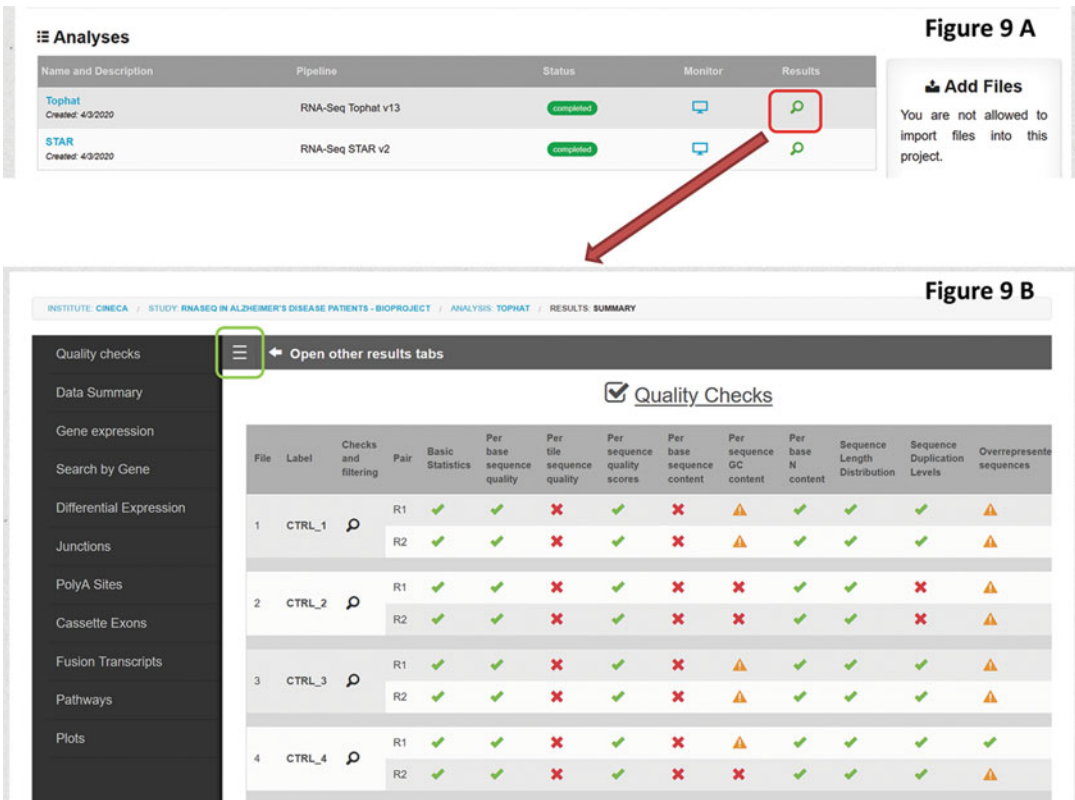 Figure 9 A
Analyses
Name and Description Pipeline Status Monitor Results
Tophat
Created: 4/3/2020
RNA-Seq Tophat v13 completed
STAR
Created: 4/3/2020
RNA-Seq STAR v2 completed
Add Files
You are not allowed to
import files into this
project.
Figure 9 B
INSTITUTE: CINECA / STUDY: RNASEQ IN ALZHEIMER'S DISEASE PATIENTS - BIOPROJECT / ANALYSIS: TOPHAT / RESULTS: SUMMARY
Quality checks
Data Summary
Gene expression
Search by Gene
Differential Expression
Junctions
PolyA Sites
Cassette Exons
Fusion Transcripts
Pathways
Plots
Open other results tabs
Quality Checks
File
Label
Checks
and
filtering
Pair
Basic
Statistics
Per
base
sequence
quality
Per
tile
sequence
quality
Per
sequence
quality
scores
Per
base
sequence
content
Per
sequence
GC
content
Per
base
N
content
Sequence
Length
Distribution
Sequence
Duplication
Levels
Overrepresente
sequences
1 CTRL_1
R1
R2
2 CTRL_2
R1
R2
3 CTRL_3
R1
R2
4 CTRL_4
R1
R2